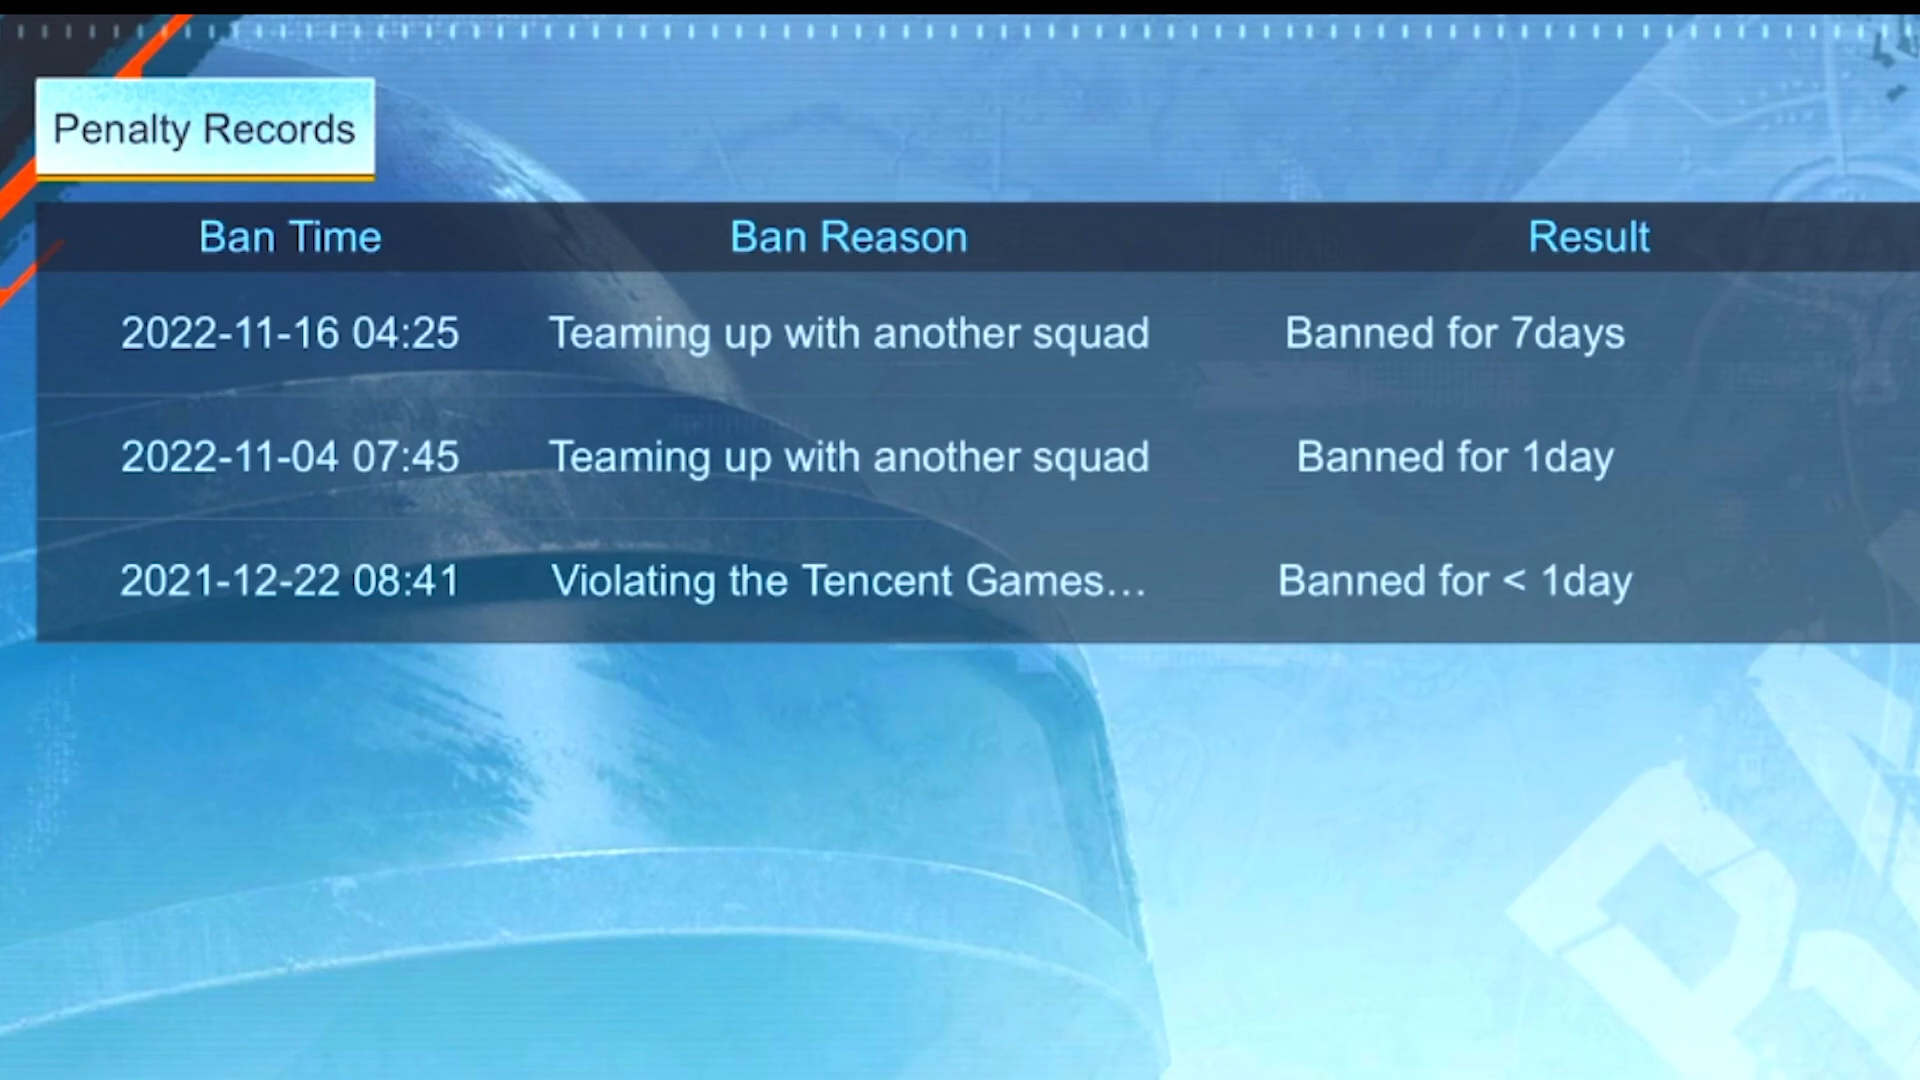 Penalty Records
Ban Time Ban Reason Result
2022-11-16 04:25 Teaming up with another squad Banned for 7days
2022-11-04 07:45 Teaming up with another squad Banned for 1day
2021-12-22 08:41 Violating the Tencent Games... Banned for < 1day